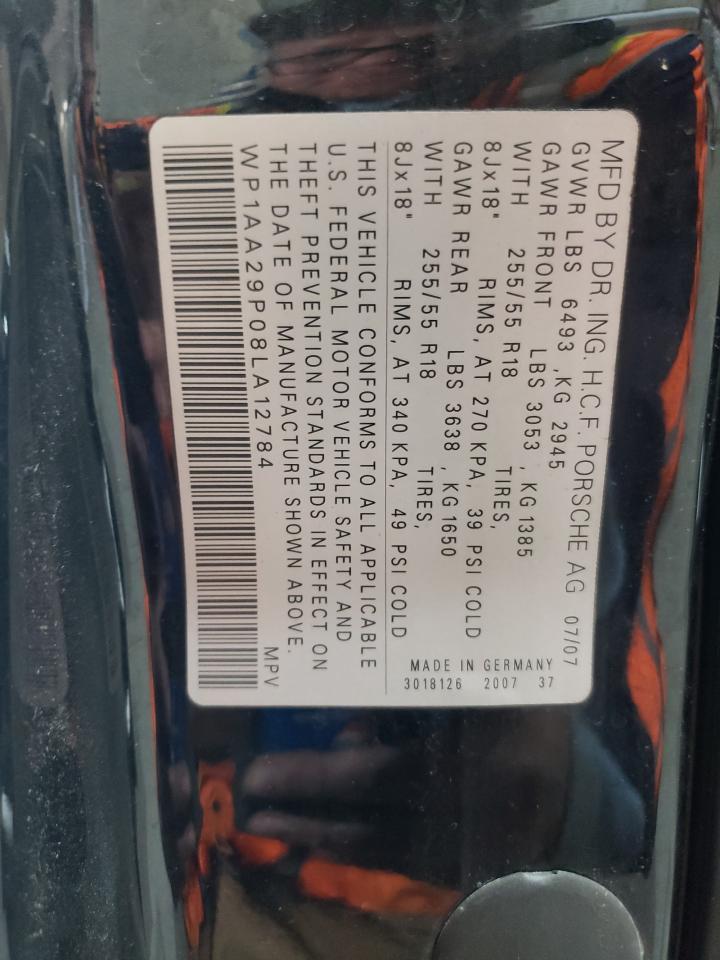 MFD BY DR. ING. H.C.F. PORSCHE AG 07/07
GVWR LBS 6493 ,KG 2945
GAWR FRONT LBS 3053 , KG 1385
WITH 255/55 R18 TIRES,
8Jx18" RIMS, AT 270 KPA, 39 PSI COLD
GAWR REAR LBS 3638 , KG 1650
WITH 255/55 R18 TIRES,
8Jx18" RIMS, AT 340 KPA, 49 PSI COLD
MADE IN GERMANY
3018126 2007 37
THIS VEHICLE CONFORMS TO ALL APPLICABLE
U.S. FEDERAL MOTOR VEHICLE SAFETY AND
THEFT PREVENTION STANDARDS IN EFFECT ON
THE DATE OF MANUFACTURE SHOWN ABOVE.
WP1AA29P08LA12784 MPV